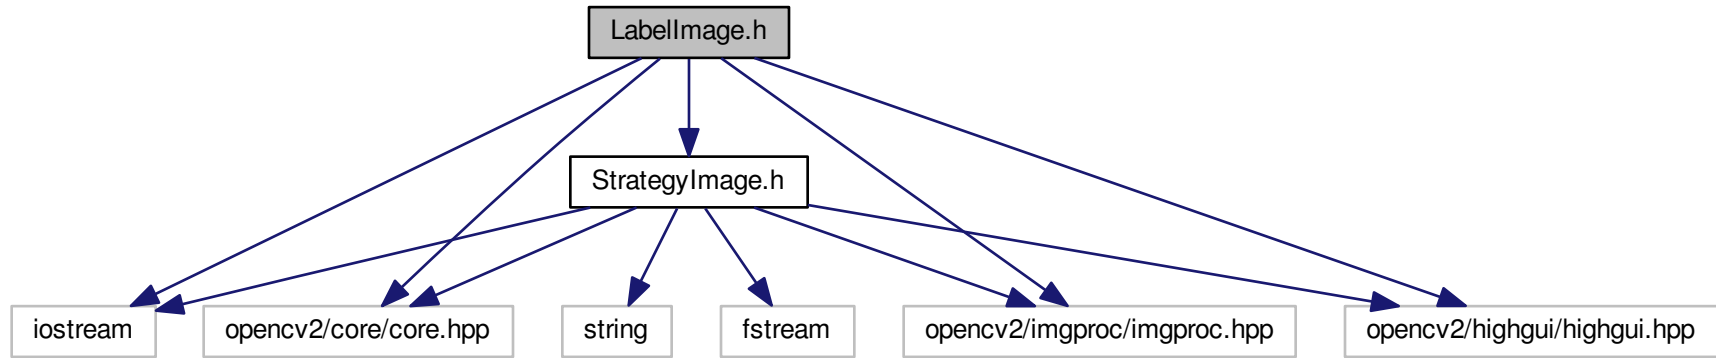 LabelImage.h
StrategyImage.h
iostream
opencv2/core/core.hpp
string
fstream
opencv2/imgproc/imgproc.hpp
opencv2/highgui/highgui.hpp